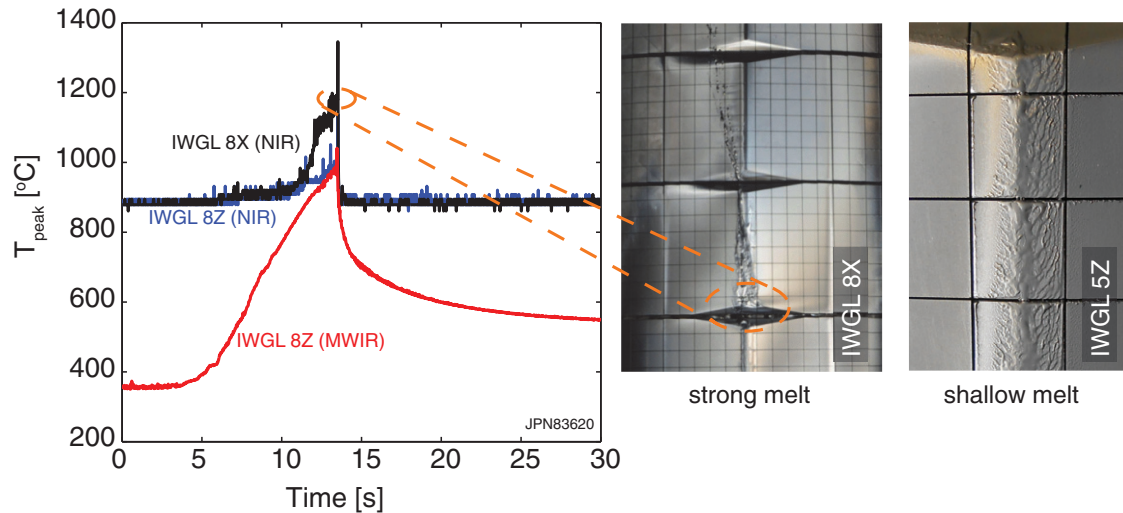 1400
1200
1000
800
600
400
200
T peak [°C]
IWGL 8X (NIR)
IWGL 8Z (NIR)
IWGL 8Z (MWIR)
JPN83620
0 5 10 15 20 25 30
Time [s]
IWGL 8X
strong melt
IWGL 5Z
shallow melt